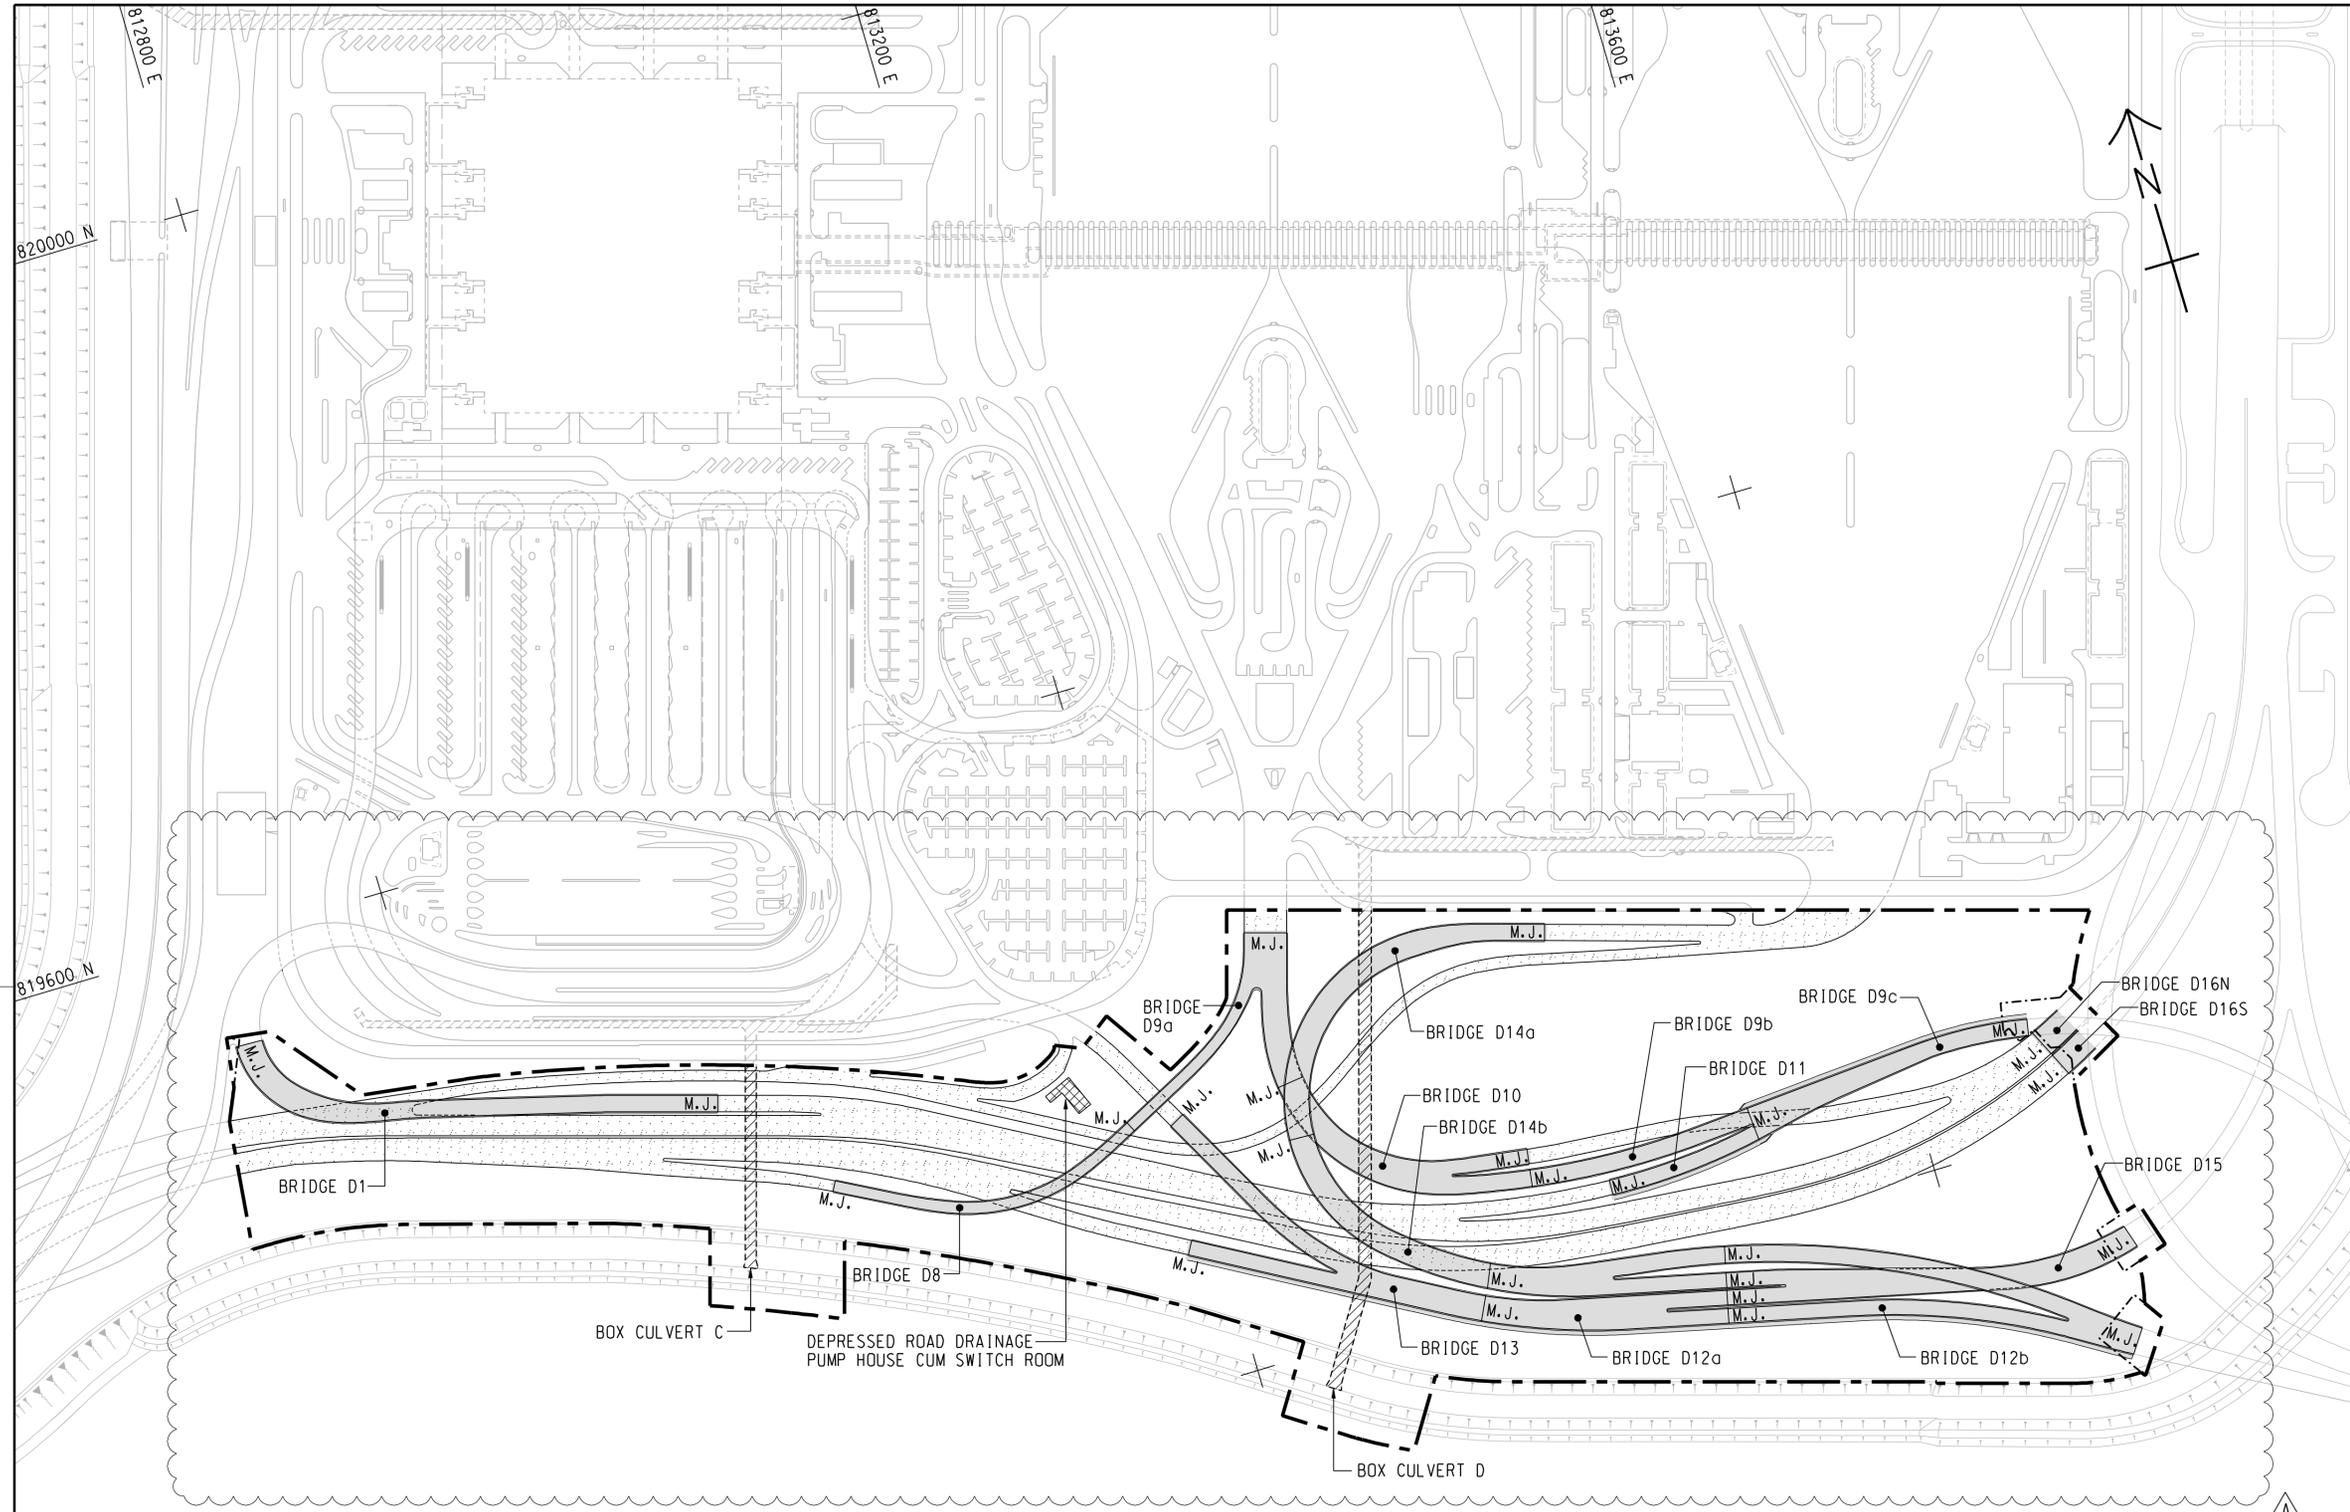 812800 E
813200 E
813600 E
N
820000 N
819600 N
M.J.
M.J.
BRIDGE D16N
BRIDGE D9c
BRIDGE D16S
BRIDGE
D9a
BRIDGE D14a
BRIDGE D9b
M.J.
M.J.
M.J.
M.J.
BRIDGE D11
M.J.
BRIDGE D10
M.J.
M.J.
M.J.
M.J.
M.J.
BRIDGE D14b
M.J.
M.J.
M.J.
BRIDGE D15
BRIDGE D1
M.J.
M.J.
M.J.
M.J.
M.J.
BRIDGE D8
M.J.
M.J.
M.J.
M.J.
M.J.
BOX CULVERT C
M.J.
DEPRESSED ROAD DRAINAGE
PUMP HOUSE CUM SWITCH ROOM
BRIDGE D13
BRIDGE D12a
BRIDGE D12b
BOX CULVERT D
A